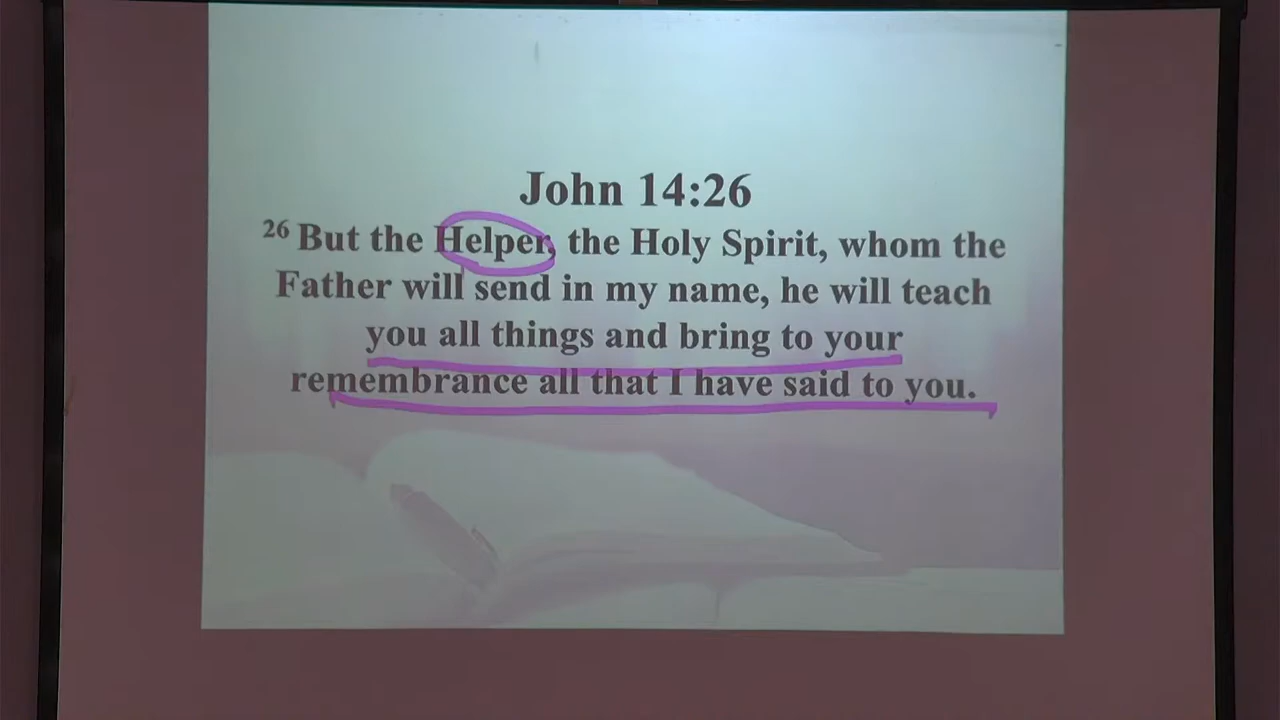 John 14:26
26 But the Helper, the Holy Spirit, whom the
Father will send in my name, he will teach
you all things and bring to your
remembrance all that I have said to you.